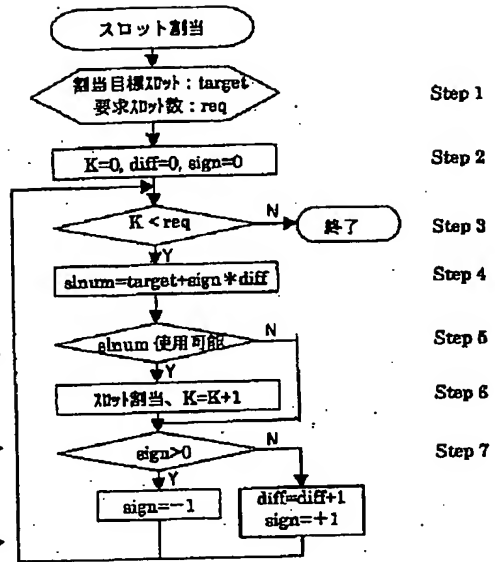 スロット割当
割当目標スロット：target
要求スロット数：req
Step 1
K=0, diff=0, sign=0
Step 2
K<req
N
終了
Step 3
Y
slnum=target+sign*diff
Step 4
slnum 使用可能
N
Step 5
Y
スロット割当、K=K+1
Step 6
sign>0
N
Step 7
Y
sign=−1
diff=diff+1
sign=+1